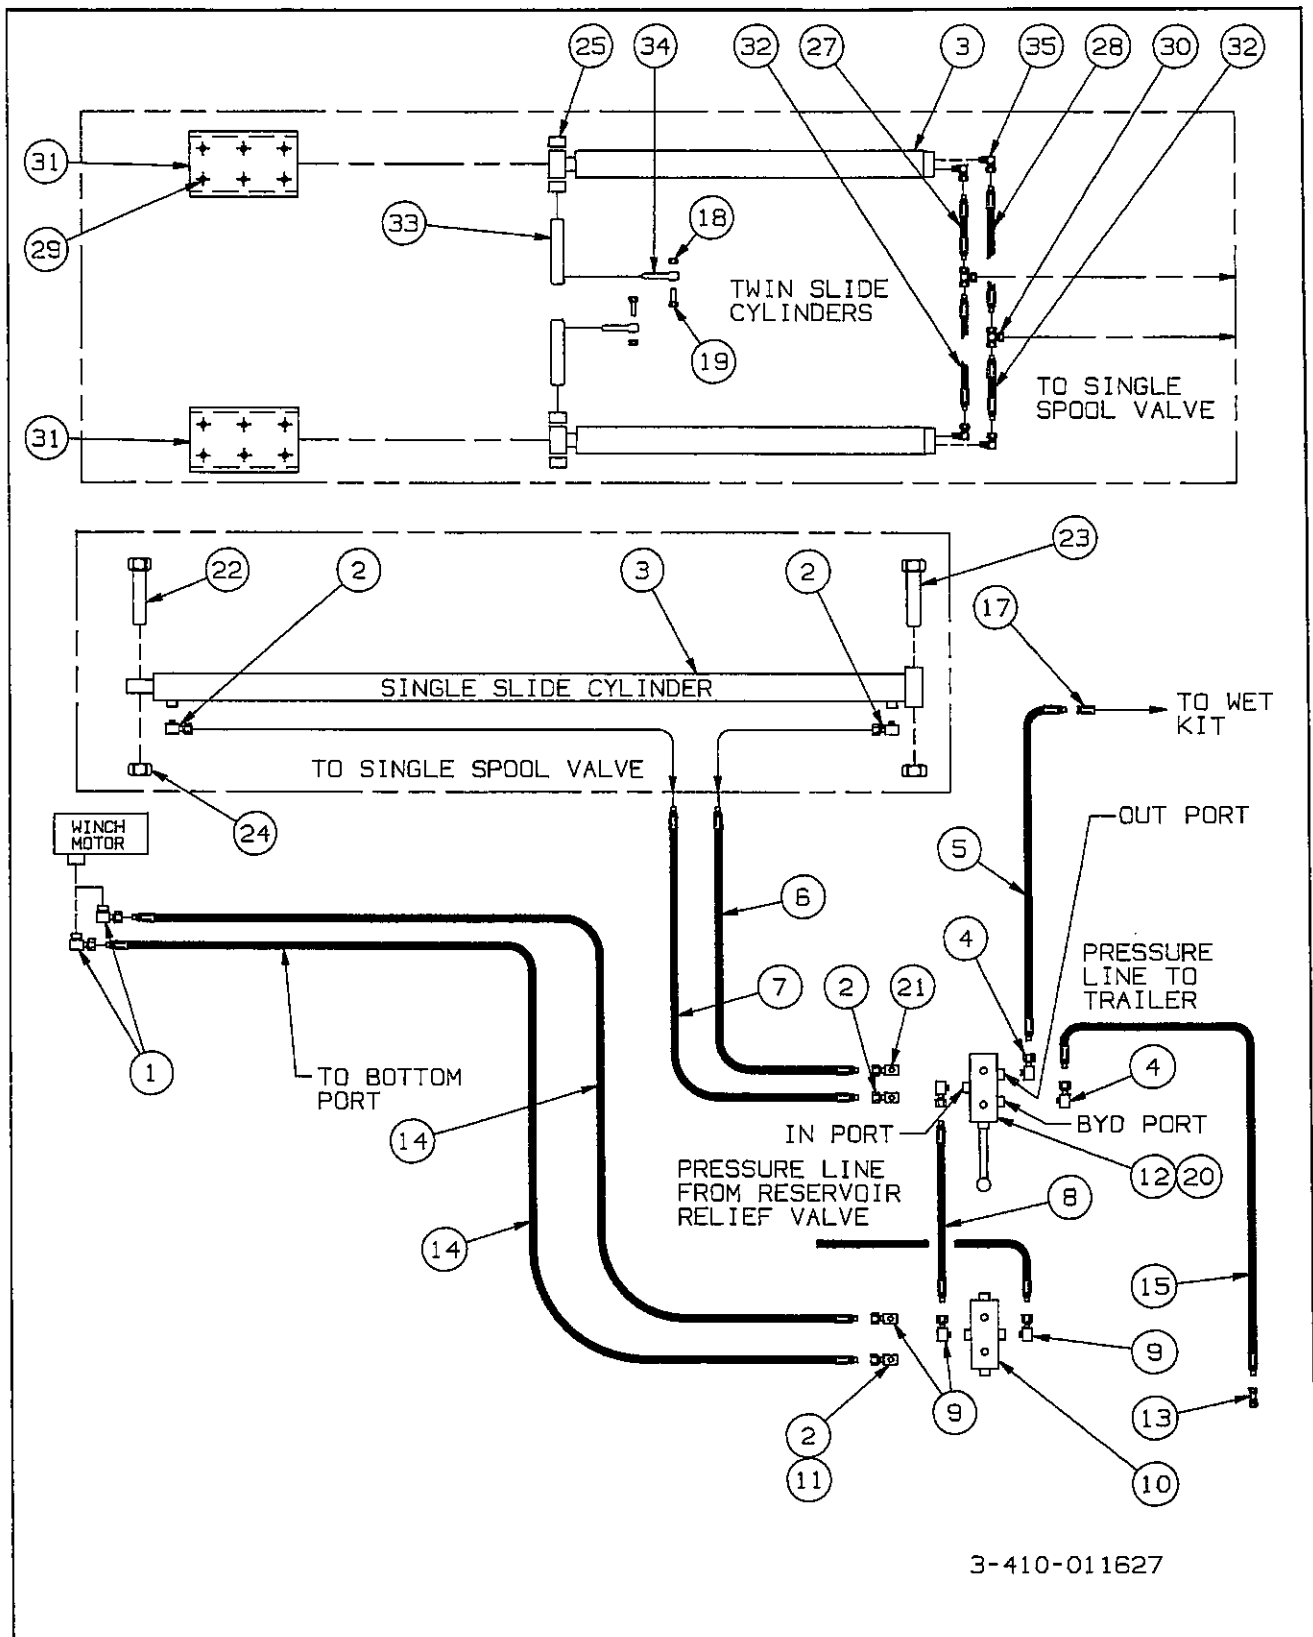 25 34 32 27 3 35 28 30 32
31
33
18
29
TWIN SLIDE
CYLINDERS
19
TO SINGLE
SPOOL VALVE
31
22 2 3 2 23
17
SINGLE SLIDE CYLINDER
TO WET
KIT
TO SINGLE SPOOL VALVE
24
WINCH
MOTOR
OUT PORT
5
6
4
PRESSURE
LINE TO
TRAILER
7 2 21
1
TO BOTTOM
PORT
4
14
IN PORT
BYD PORT
PRESSURE LINE
FROM RESERVOIR
RELIEF VALVE
12 20
8
14
15
9
9
13
2
11
10
3-410-011627